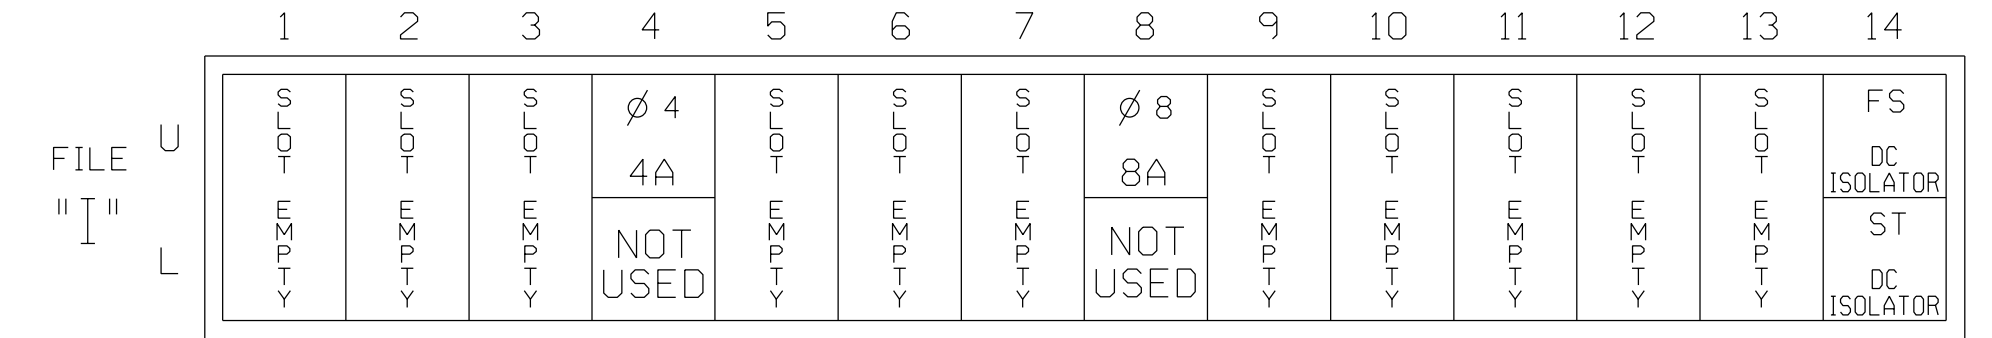 1 2 3 4 5 6 7 8 9 10 11 12 13 14
FILE
"I"
U
L
SLOT EMPTY
SLOT EMPTY
SLOT EMPTY
Ø 4
4A
NOT
USED
SLOT EMPTY
SLOT EMPTY
SLOT EMPTY
Ø 8
8A
NOT
USED
SLOT EMPTY
SLOT EMPTY
SLOT EMPTY
SLOT EMPTY
SLOT EMPTY
FS
DC
ISOLATOR
ST
DC
ISOLATOR